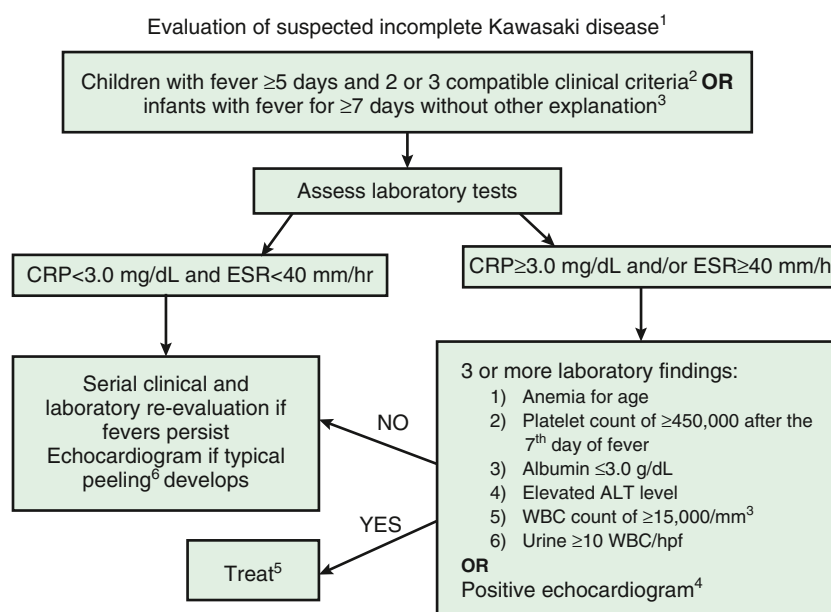 Evaluation of suspected incomplete Kawasaki disease¹
Children with fever ≥5 days and 2 or 3 compatible clinical criteria² OR
infants with fever for ≥7 days without other explanation³
Assess laboratory tests
CRP<3.0 mg/dL and ESR<40 mm/hr
CRP≥3.0 mg/dL and/or ESR≥40 mm/h
Serial clinical and
laboratory re-evaluation if
fevers persist
Echocardiogram if typical
peeling⁶ develops
NO
YES
Treat⁵
3 or more laboratory findings:
1) Anemia for age
2) Platelet count of ≥450,000 after the
7ᵗʰ day of fever
3) Albumin ≤3.0 g/dL
4) Elevated ALT level
5) WBC count of ≥15,000/mm³
6) Urine ≥10 WBC/hpf
OR
Positive echocardiogram⁴